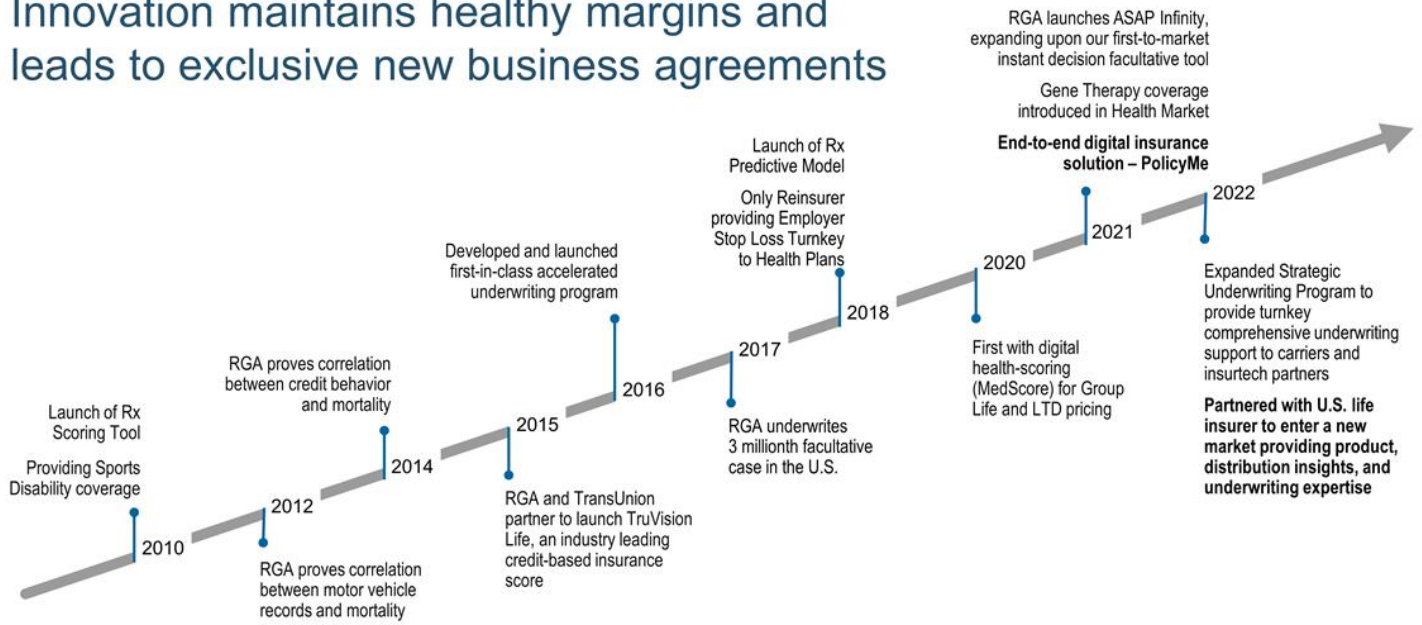 Innovation maintains healthy margins and
leads to exclusive new business agreements
Launch of Rx
Scoring Tool
Providing Sports
Disability coverage
2010
2012
RGA proves correlation
between motor vehicle
records and mortality
RGA proves correlation
between credit behavior
and mortality
2014
2015
RGA and TransUnion
partner to launch TruVision
Life, an industry leading
credit-based insurance
score
Developed and launched
first-in-class accelerated
underwriting program
2016
2017
RGA underwrites
3 millionth facultative
case in the U.S.
Launch of Rx
Predictive Model
Only Reinsurer
providing Employer
Stop Loss Turnkey
to Health Plans
2018
2020
First with digital
health-scoring
(MedScore) for Group
Life and LTD pricing
RGA launches ASAP Infinity,
expanding upon our first-to-market
instant decision facultative tool
Gene Therapy coverage
introduced in Health Market
End-to-end digital insurance
solution – PolicyMe
2021
2022
Expanded Strategic
Underwriting Program to
provide turnkey
comprehensive underwriting
support to carriers and
insurtech partners
Partnered with U.S. life
insurer to enter a new
market providing product,
distribution insights, and
underwriting expertise